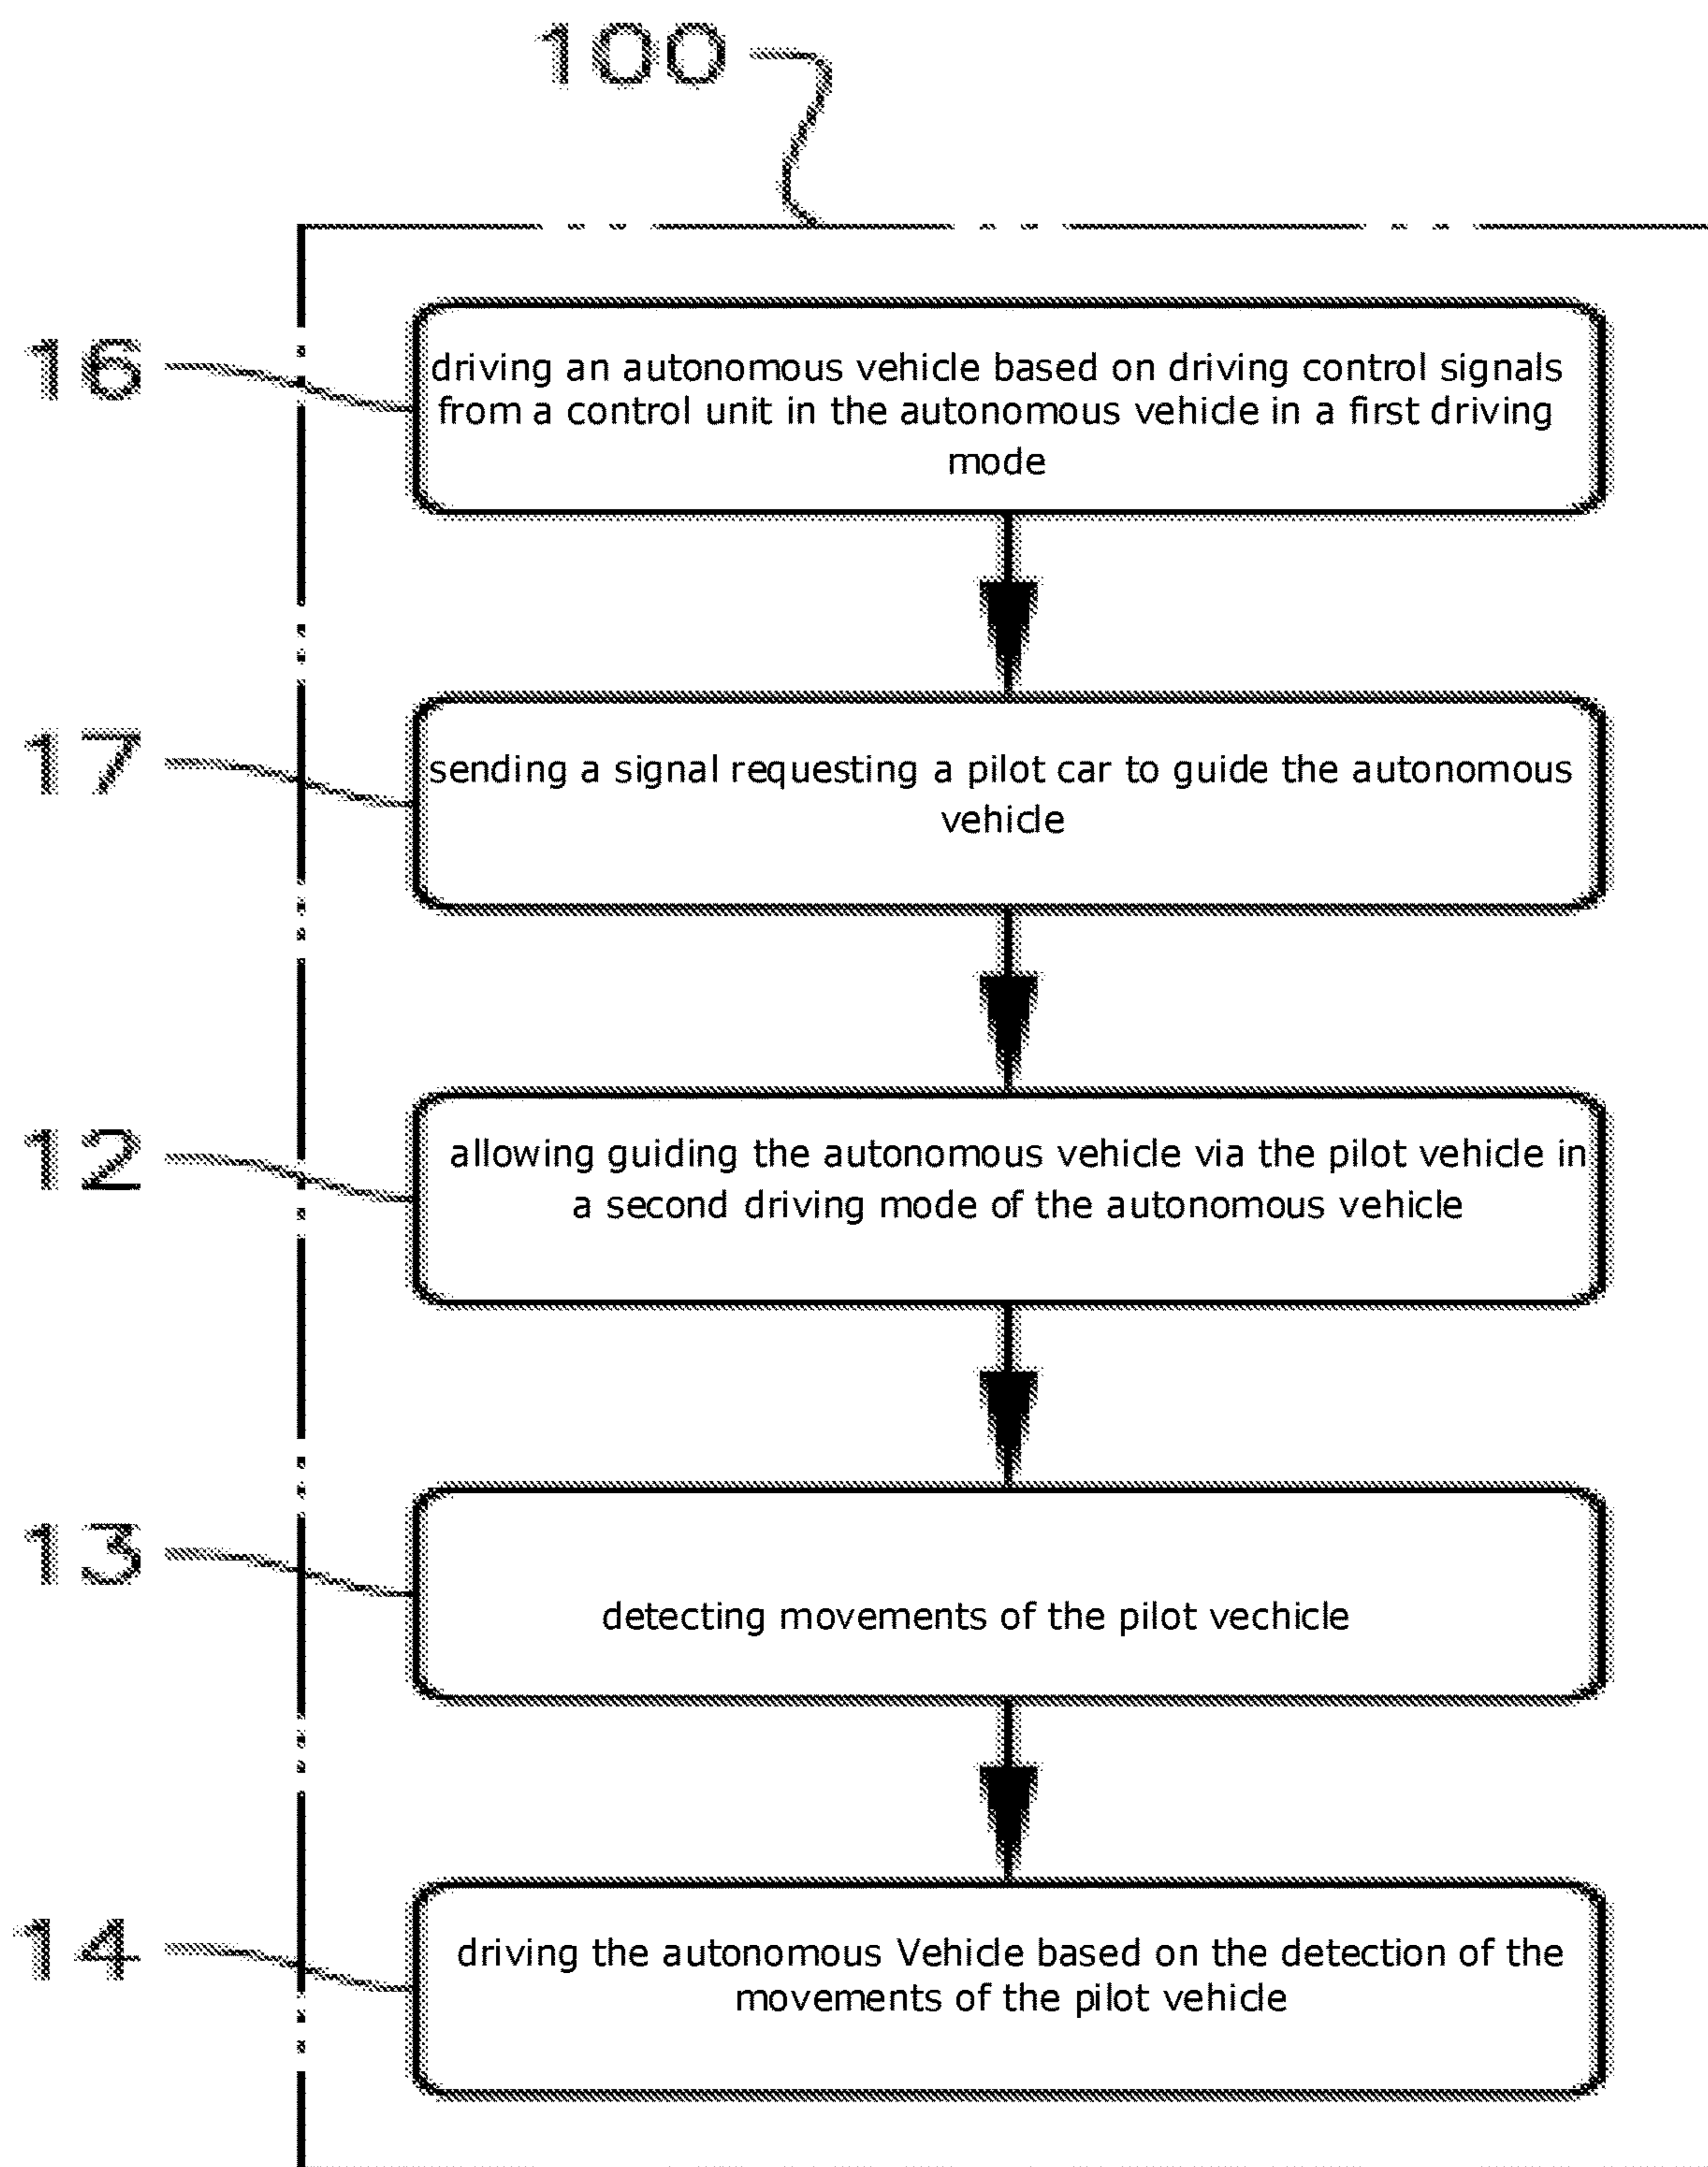 100
16
driving an autonomous vehicle based on driving control signals
from a control unit in the autonomous vehicle in a first driving
mode
17
sending a signal requesting a pilot car to guide the autonomous
vehicle
12
allowing guiding the autonomous vehicle via the pilot vehicle in
a second driving mode of the autonomous vehicle
13
detecting movements of the pilot vechicle
14
driving the autonomous Vehicle based on the detection of the
movements of the pilot vehicle